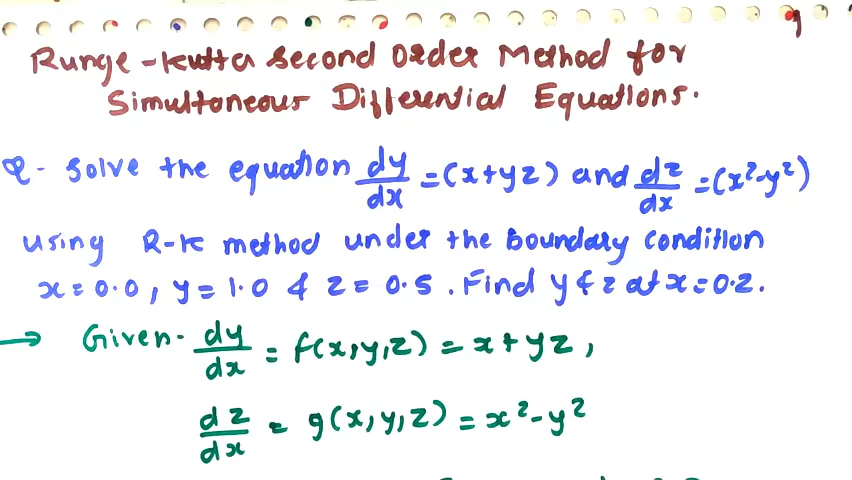 Runge-Kutta Second Order Method for
Simultaneous Differential Equations.
Q- Solve the equation dy/dx = (x+yz) and dz/dx = (x²-y²)
using R-K method under the boundary condition
x = 0.0, y = 1.0 & z = 0.5. Find y & z at x = 0.2.
→ Given- dy/dx = f(x,y,z) = x + yz,
dz/dx = g(x,y,z) = x² - y²